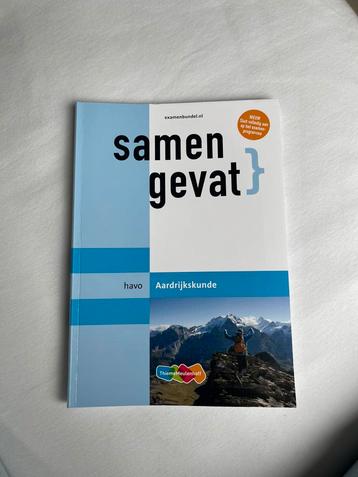 examenbundel.nl
NIEUW
Sluit volledig aan
op het examen-
programma
samen
gevat}
havo
Aardrijkskunde
ThiemeMeulenhoff